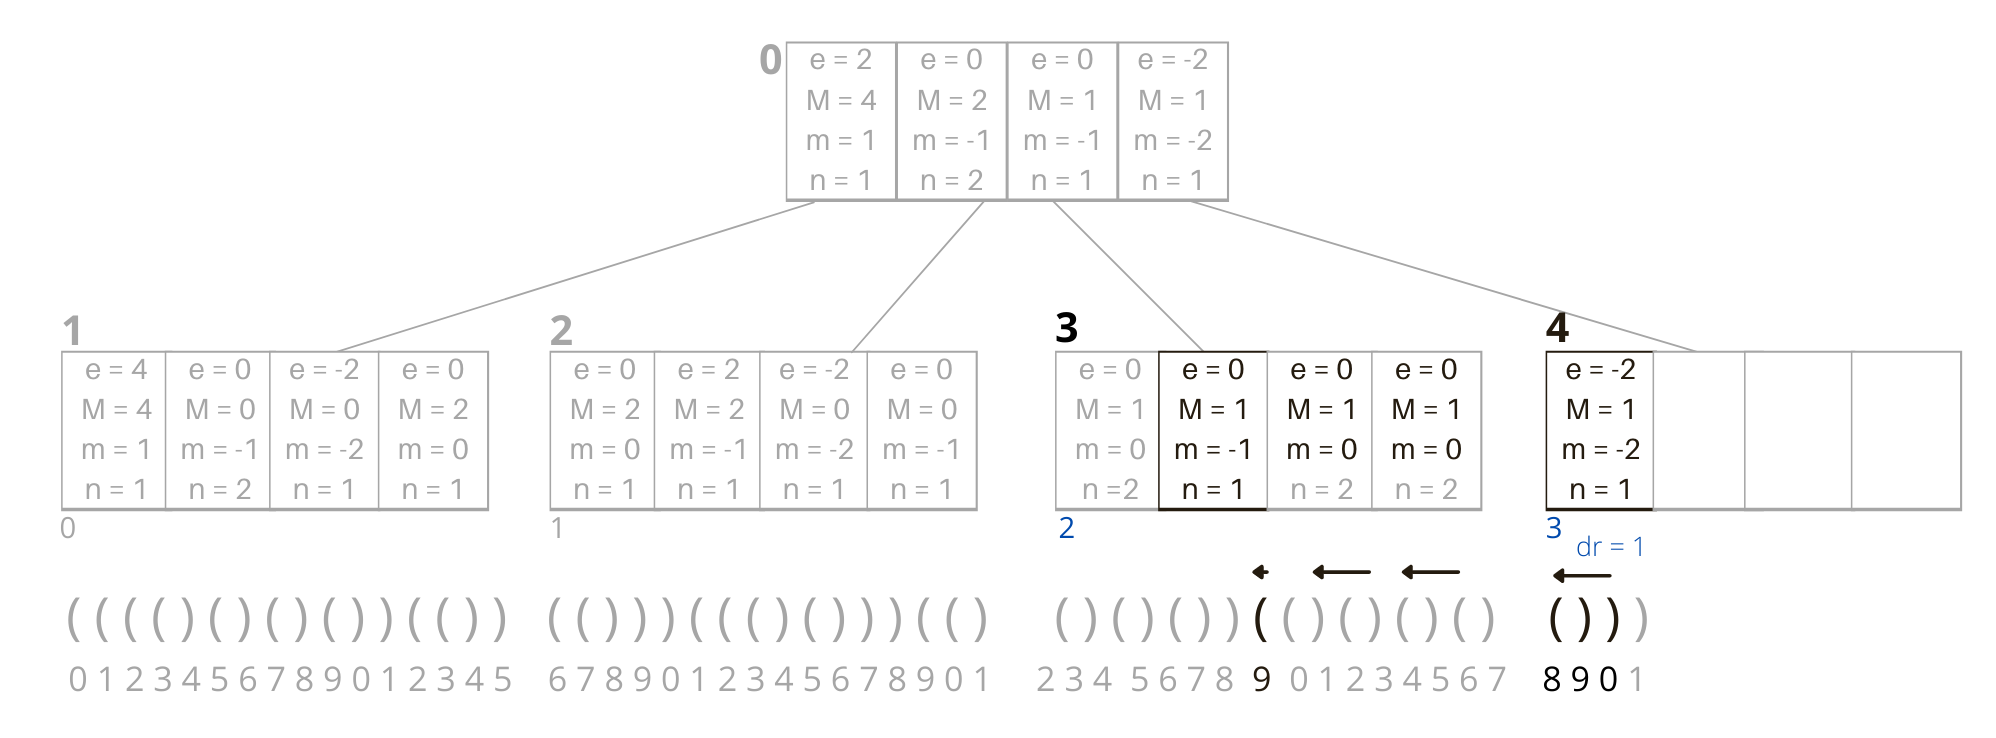 0
e = 2 e = 0 e = 0 e = -2
M = 4 M = 2 M = 1 M = 1
m = 1 m = -1 m = -1 m = -2
n = 1 n = 2 n = 1 n = 1
1 2 3 4
e = 4 e = 0 e = -2 e = 0 e = 0 e = 2 e = -2 e = 0 e = 0 e = 0 e = 0 e = 0 e = -2
M = 4 M = 0 M = 0 M = 2 M = 2 M = 2 M = 0 M = 0 M = 1 M = 1 M = 1 M = 1 M = 1
m = 1 m = -1 m = -2 m = 0 m = 0 m = -1 m = -2 m = -1 m = 0 m = -1 m = 0 m = 0 m = -2
n = 1 n = 2 n = 1 n = 1 n = 1 n = 1 n = 1 n = 1 n =2 n = 1 n = 2 n = 2 n = 1
0 1 2 3
dr = 1
( ( ( ( ) ( ) ( ) ( ) ) ( ( ) ) ( ( ) ) ) ( ( ( ) ( ) ) ) ( ( ) ( ) ( ) ( ) ) ( ( ) ( ) ( ) ( ) ( ) ) )
0 1 2 3 4 5 6 7 8 9 0 1 2 3 4 5 6 7 8 9 0 1 2 3 4 5 6 7 8 9 0 1 2 3 4 5 6 7 8 9 0 1 2 3 4 5 6 7 8 9 0 1